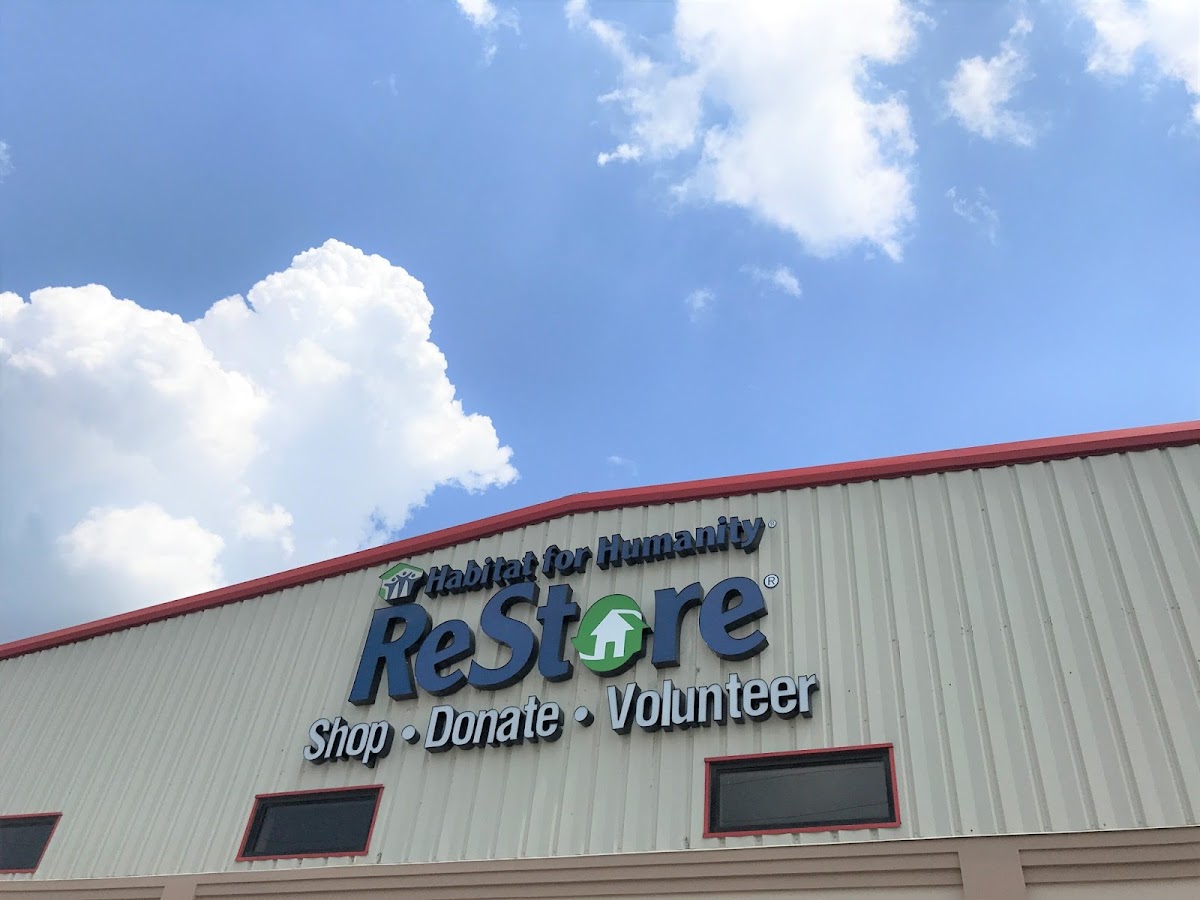 Habitat for Humanity®
ReStore®
Shop • Donate • Volunteer